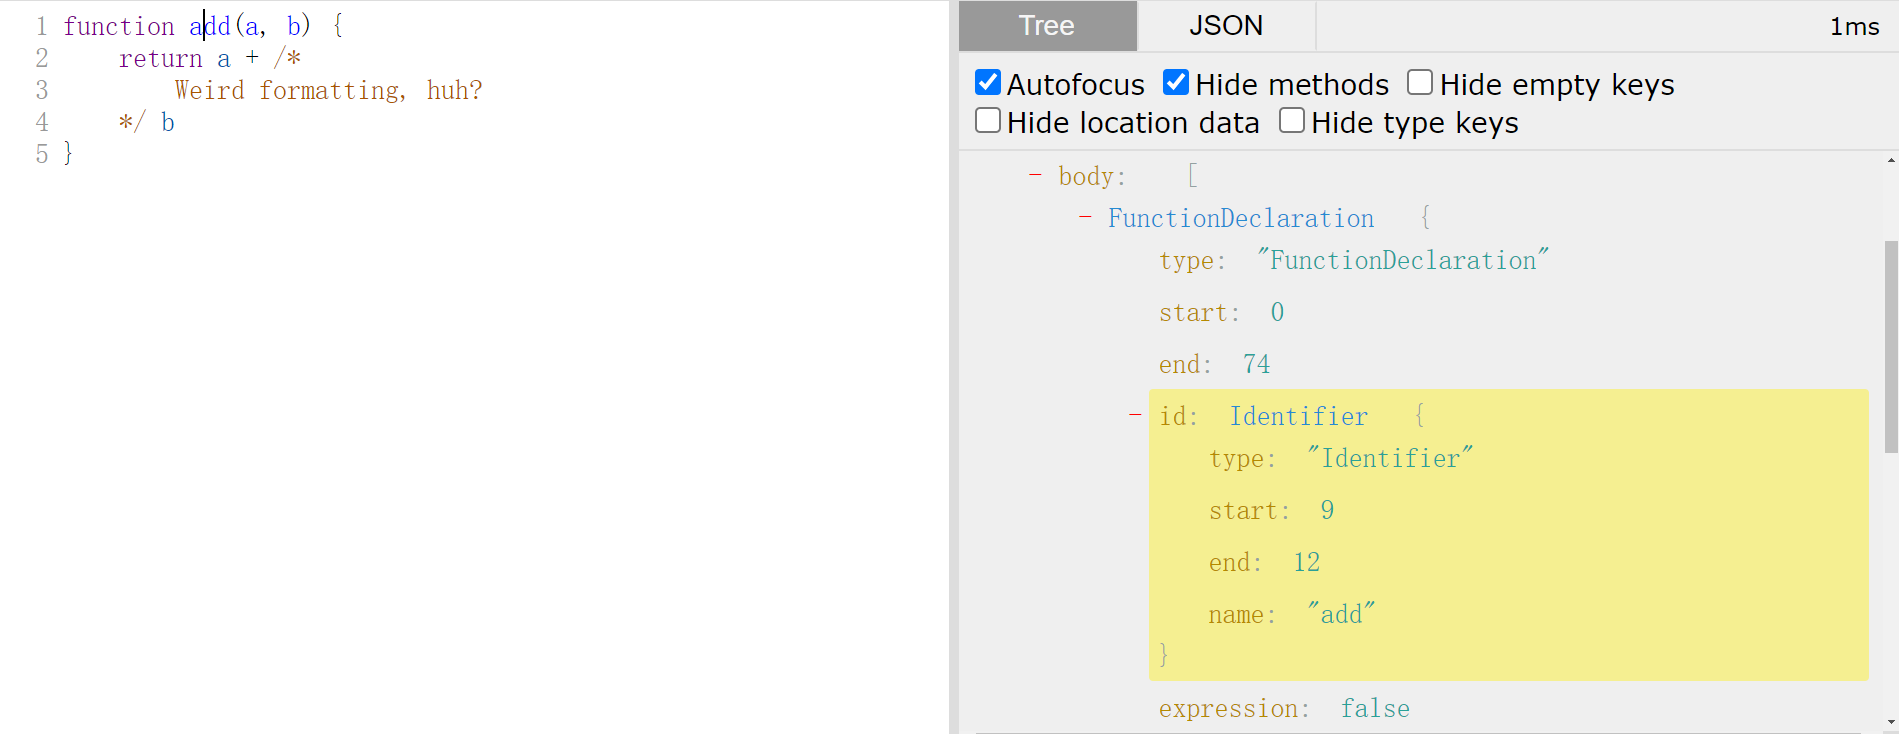 1 function add(a, b) {
2 return a + /*
3 Weird formatting, huh?
4 */ b
5 }
Tree JSON 1ms
Autofocus Hide methods Hide empty keys
Hide location data Hide type keys
- body: [
- FunctionDeclaration {
type: "FunctionDeclaration"
start: 0
end: 74
- id: Identifier {
type: "Identifier"
start: 9
end: 12
name: "add"
}
expression: false